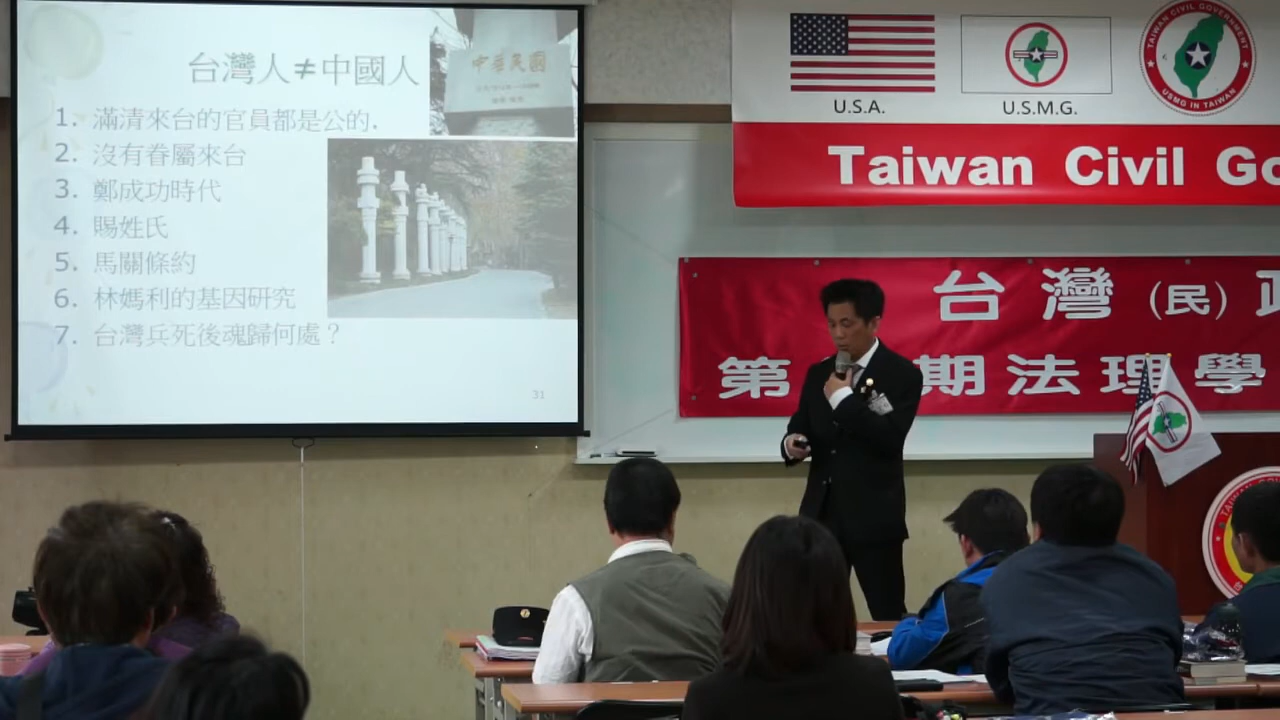 台灣人≠中國人
中華民國
1. 滿清來台的官員都是公的.
2. 沒有眷屬來台
3. 鄭成功時代
4. 賜姓氏
5. 馬關條約
6. 林媽利的基因研究
7. 台灣兵死後魂歸何處？
31
U.S.A.
U.S.M.G.
TAIWAN CIVIL GOVERNMENT
USMG IN TAIWAN
Taiwan Civil Go
台灣(民)政
第 期法理學